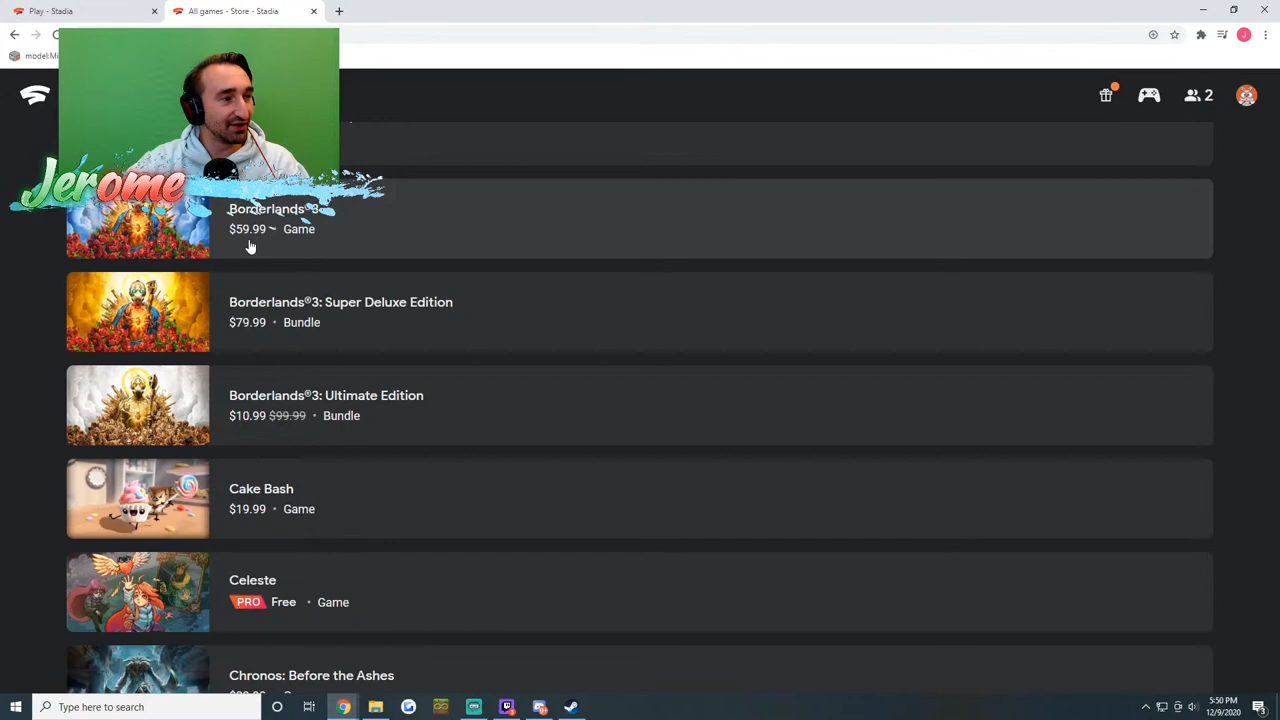 Play - Stadia
All games - Store - Stadia
model:Mi
2
Jerome
Borderlands®3
$59.99 • Game
Borderlands®3: Super Deluxe Edition
$79.99 • Bundle
Borderlands®3: Ultimate Edition
$10.99 $99.99 • Bundle
Cake Bash
$19.99 • Game
Celeste
PRO Free • Game
Chronos: Before the Ashes
Type here to search
5:50 PM
12/9/2020